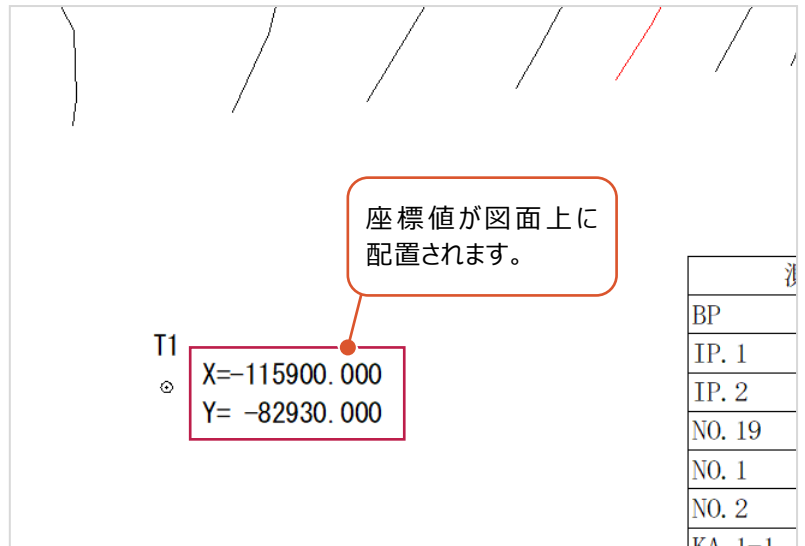 座標値が図面上に
配置されます。
T1
X=-115900.000
Y= -82930.000
BP
IP. 1
IP. 2
NO. 19
NO. 1
NO. 2